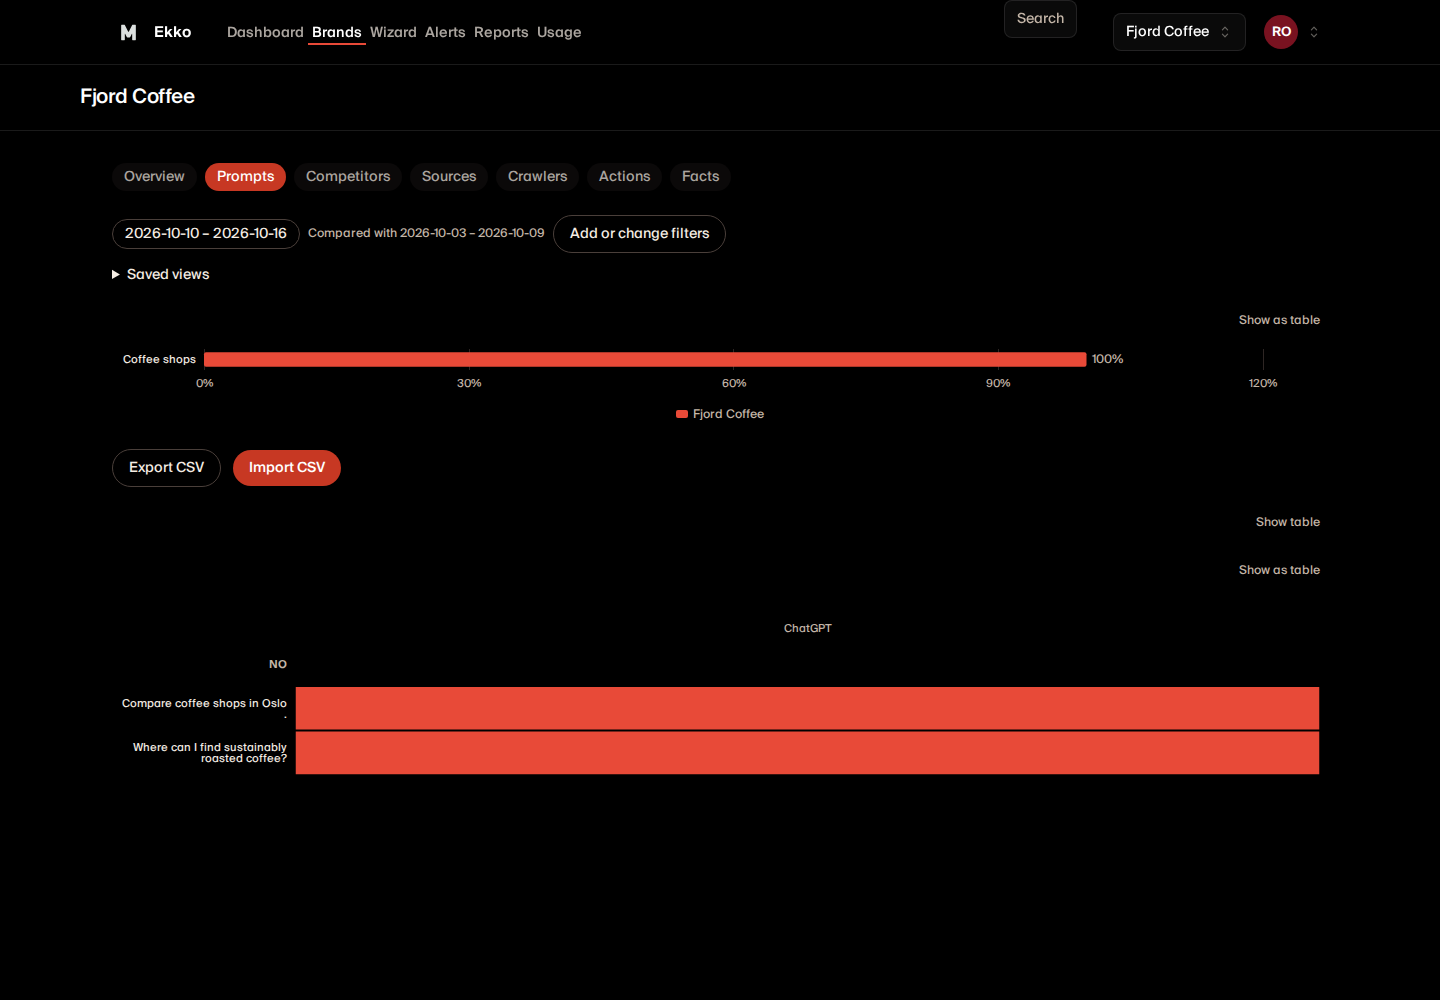 Ekko
Dashboard Brands Wizard Alerts Reports Usage
Search
Fjord Coffee
RO
Fjord Coffee
Overview Prompts Competitors Sources Crawlers Actions Facts
2026-10-10 – 2026-10-16 Compared with 2026-10-03 – 2026-10-09 Add or change filters
Saved views
Show as table
Coffee shops 100%
0% 30% 60% 90% 120%
Fjord Coffee
Export CSV Import CSV
Show table
Show as table
ChatGPT
NO
Compare coffee shops in Oslo
.
Where can I find sustainably
roasted coffee?